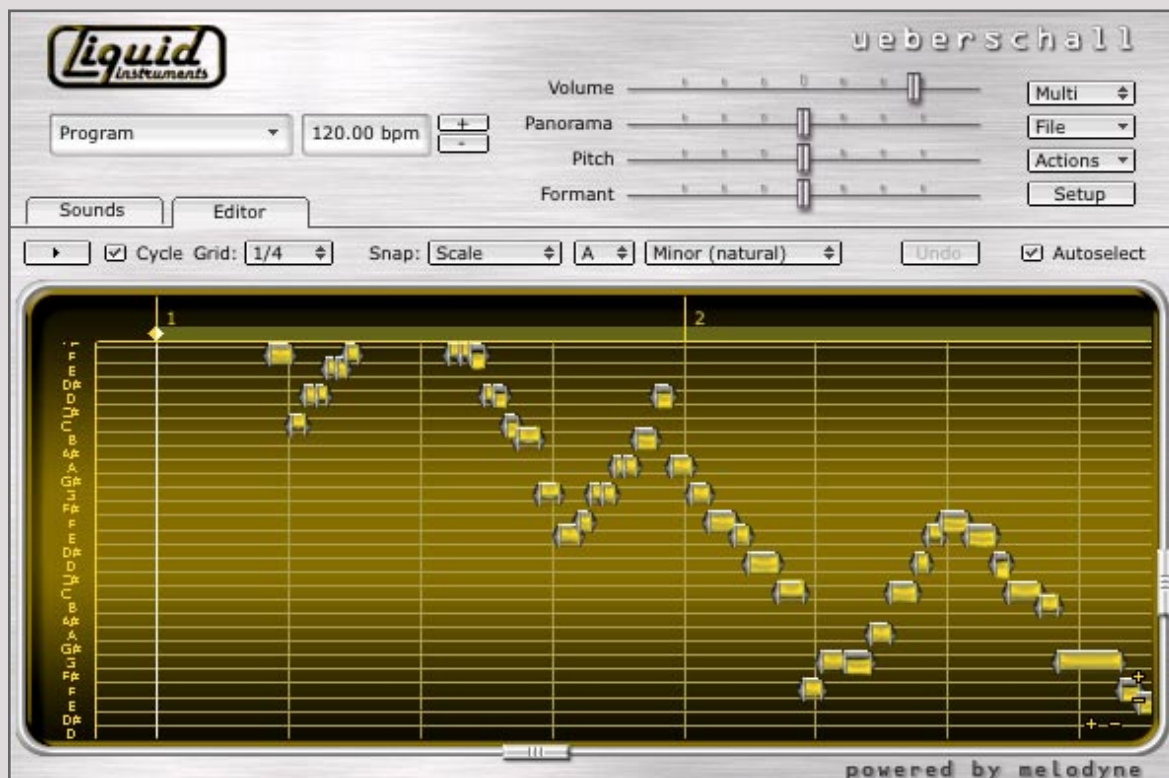 Liquid
instruments
ueberschall
Volume
Panorama
Pitch
Formant
Multi
File
Actions
Setup
Program
120.00 bpm
+
-
Sounds
Editor
Cycle Grid: 1/4
Snap: Scale
A
Minor (natural)
Undo
Autoselect
1
2
F
E
D#
D
C#
C
B
A#
A
G#
G
F#
F
E
D#
D
C#
C
B
A#
A
G#
G
F#
F
E
D#
D
+
-
+ -
powered by melodyne